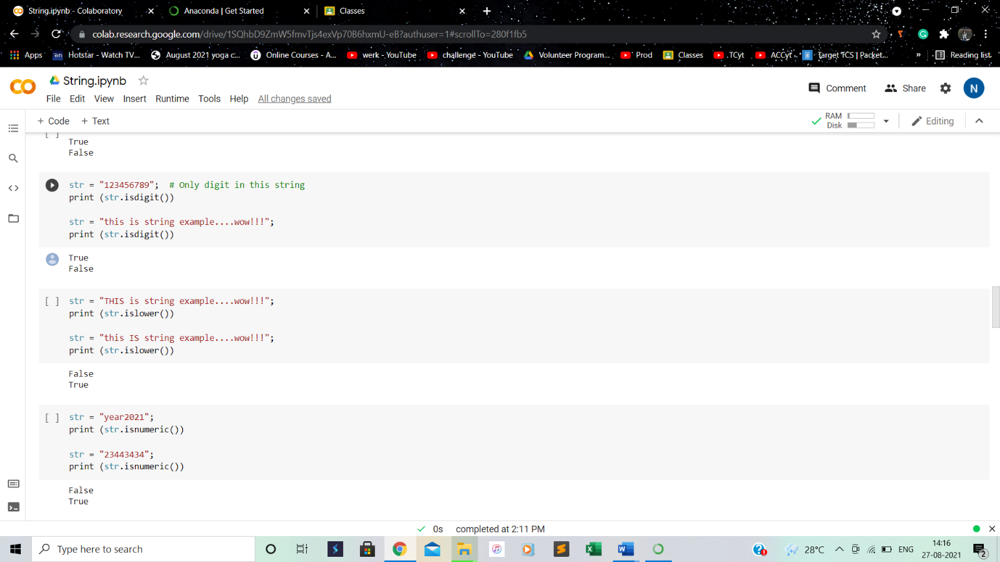 String.ipynb - Colaboratory
Anaconda | Get Started
Classes
colab.research.google.com/drive/1SQhbD9ZmW5fmvTjs4exVp70B6hxmU-eB?authuser=1#scrollTo=280f1fb5
Apps Hotstar - Watch TV... August 2021 yoga c... Online Courses - A... werk - YouTube challenge - YouTube Volunteer Program... Prod Classes .TCyt ACCyt Target TCS | Packet... » Reading list
String.ipynb
Comment Share N
File Edit View Insert Runtime Tools Help All changes saved
+ Code + Text
RAM
Disk
Editing
[ ]
True
False
str = "123456789"; # Only digit in this string
print (str.isdigit())
str = "this is string example....wow!!!";
print (str.isdigit())
True
False
[ ] str = "THIS is string example....wow!!!";
print (str.islower())
str = "this IS string example....wow!!!";
print (str.islower())
False
True
[ ] str = "year2021";
print (str.isnumeric())
str = "23443434";
print (str.isnumeric())
False
True
0s completed at 2:11 PM
Type here to search
28°C ENG
14:16
27-08-2021
2